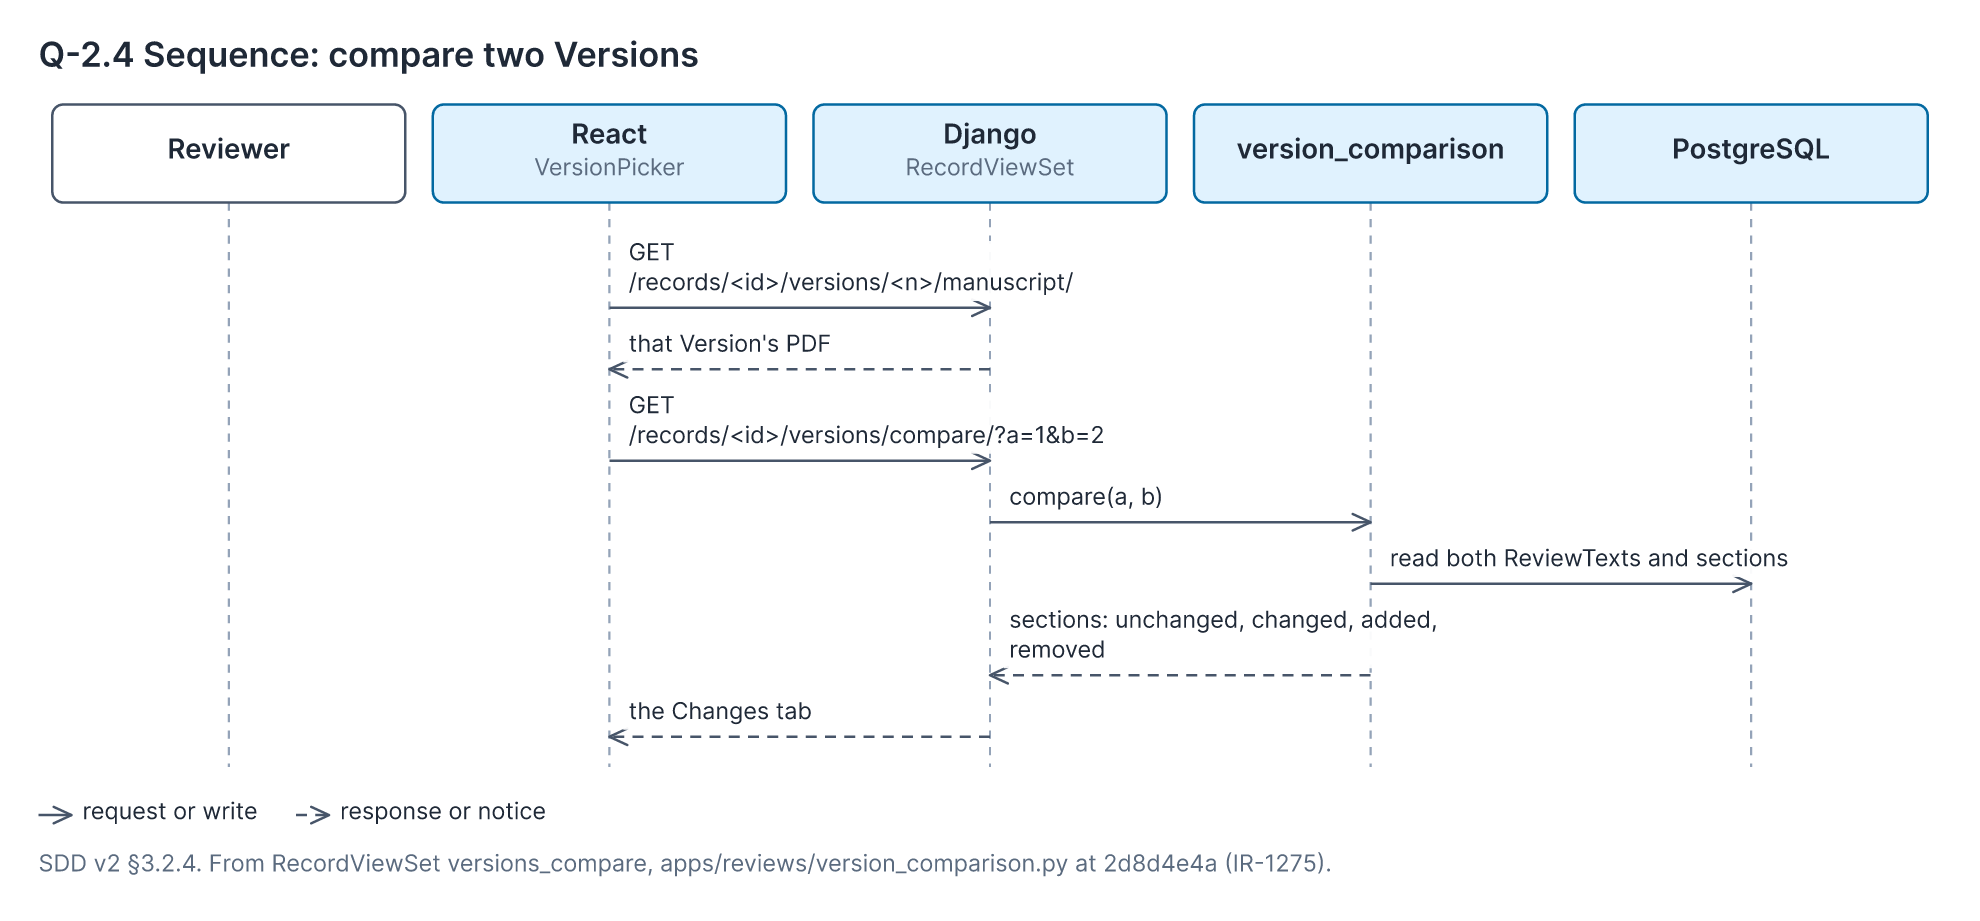 Q-2.4 Sequence: compare two Versions
Reviewer
React
VersionPicker
Django
RecordViewSet
version_comparison
PostgreSQL
GET
/records/<id>/versions/<n>/manuscript/
that Version's PDF
GET
/records/<id>/versions/compare/?a=1&b=2
compare(a, b)
read both ReviewTexts and sections
sections: unchanged, changed, added,
removed
the Changes tab
request or write
response or notice
SDD v2 §3.2.4. From RecordViewSet versions_compare, apps/reviews/version_comparison.py at 2d8d4e4a (IR-1275).